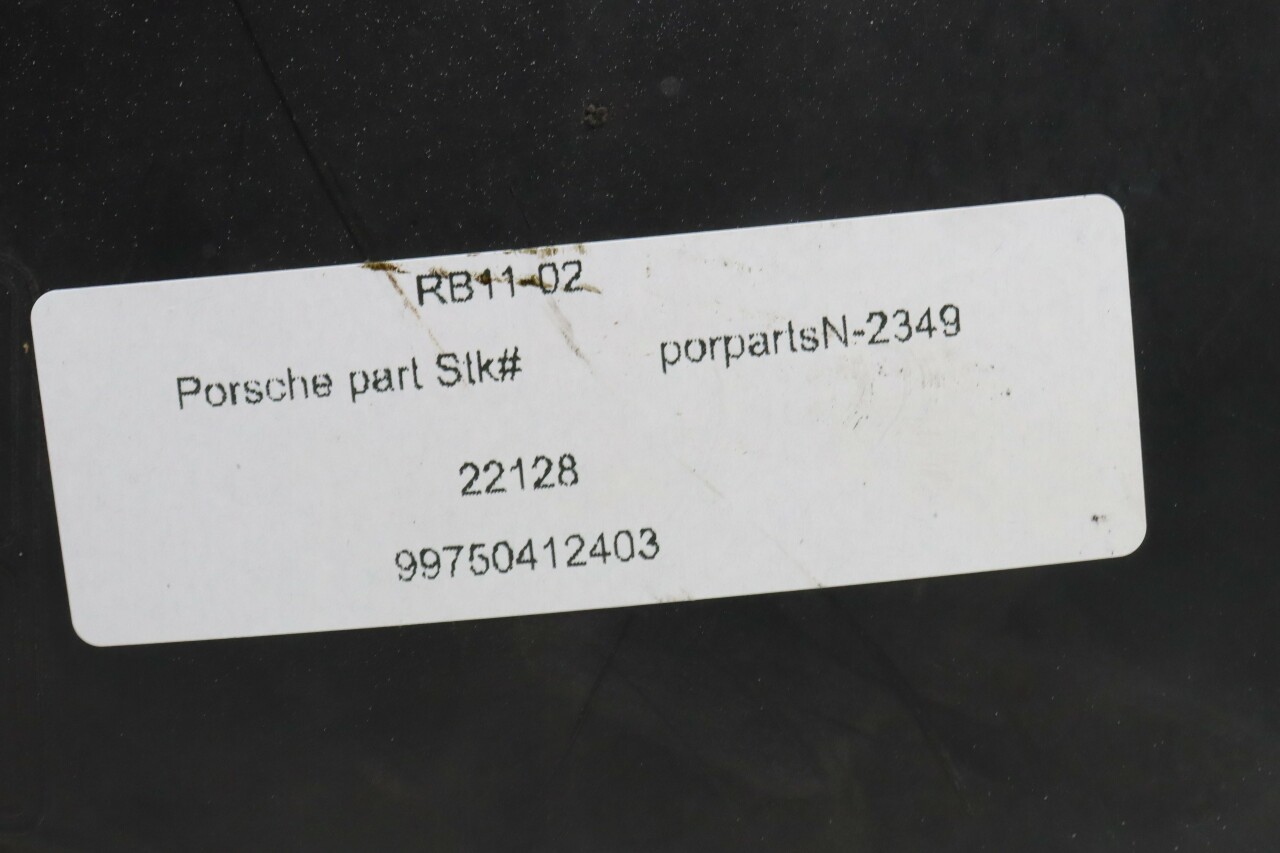 RB11-02
Porsche part Stk# porpartsN-2349
22128
99750412403